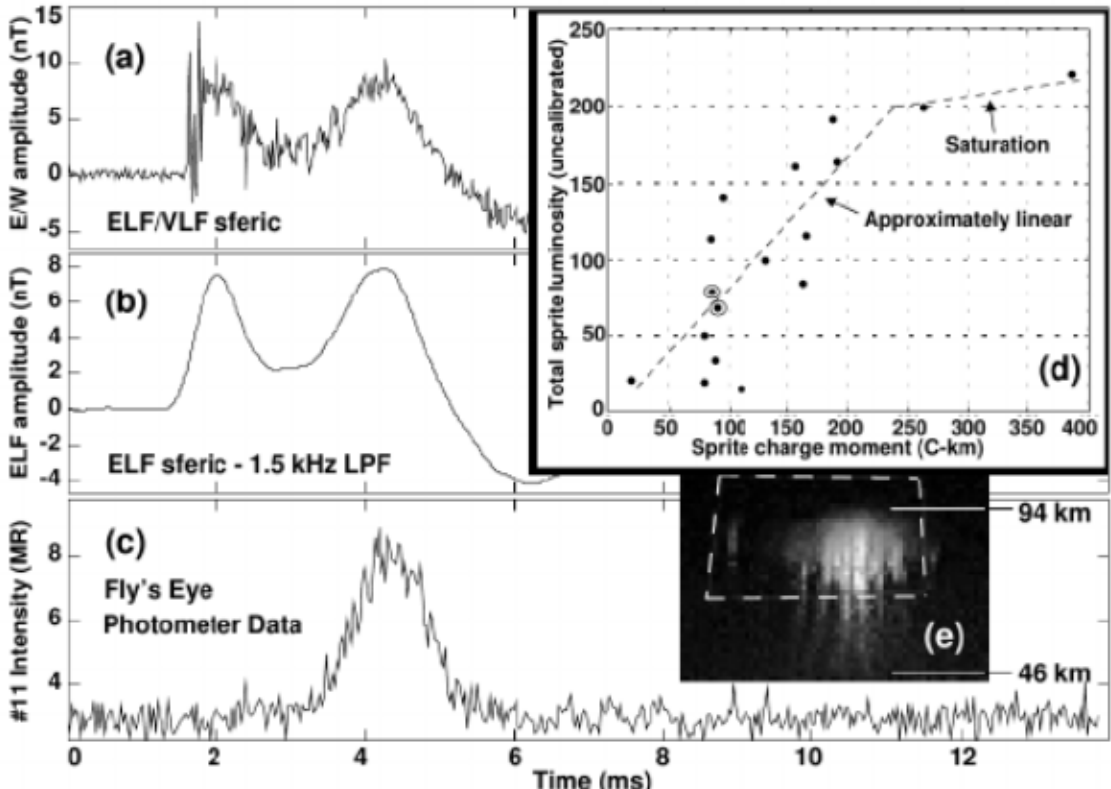 15
10
5
0
-5
E/W amplitude (nT)
(a)
ELF/VLF sferic
8
6
4
2
0
-2
-4
ELF amplitude (nT)
(b)
ELF sferic - 1.5 kHz LPF
8
6
4
#11 Intensity (MR)
(c)
Fly's Eye
Photometer Data
0 2 4 6 8 10 12
Time (ms)
250
200
150
100
50
0
Total sprite luminosity (uncalibrated)
Saturation
Approximately linear
(d)
0 50 100 150 200 250 300 350 400
Sprite charge moment (C-km)
94 km
(e)
46 km